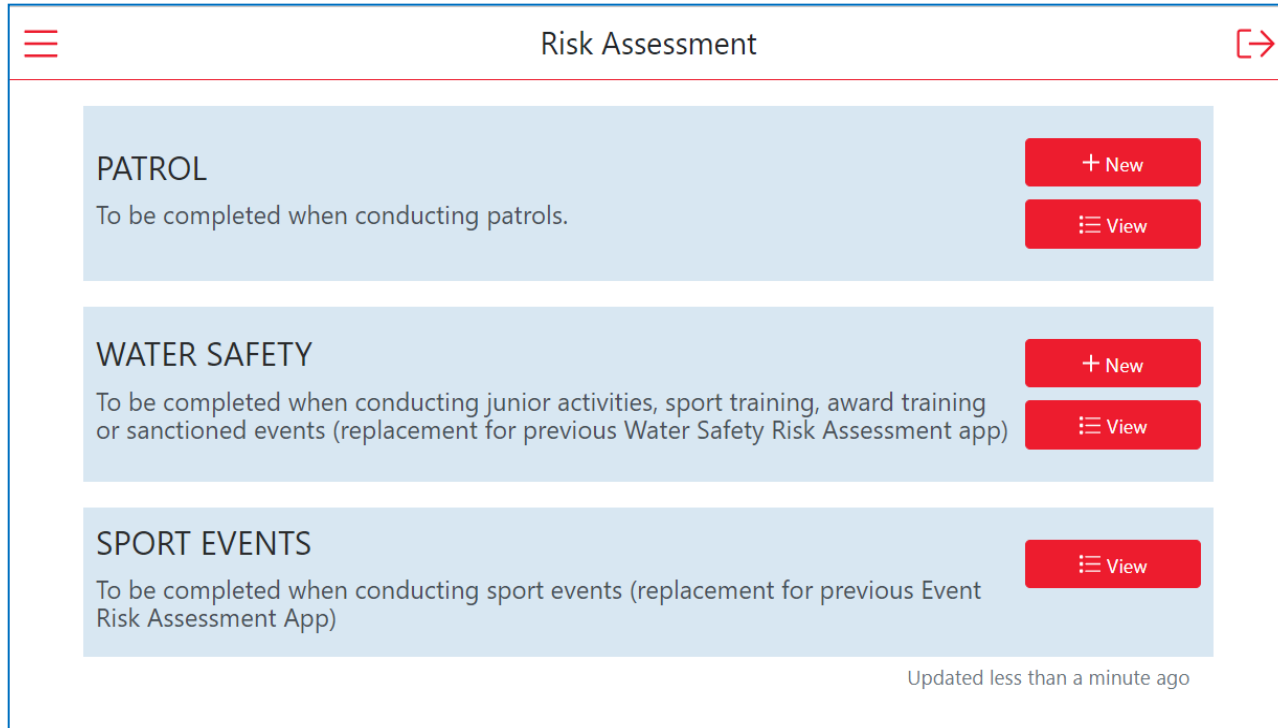 Risk Assessment
PATROL
To be completed when conducting patrols.
+ New
View
WATER SAFETY
To be completed when conducting junior activities, sport training, award training
or sanctioned events (replacement for previous Water Safety Risk Assessment app)
+ New
View
SPORT EVENTS
To be completed when conducting sport events (replacement for previous Event
Risk Assessment App)
View
Updated less than a minute ago